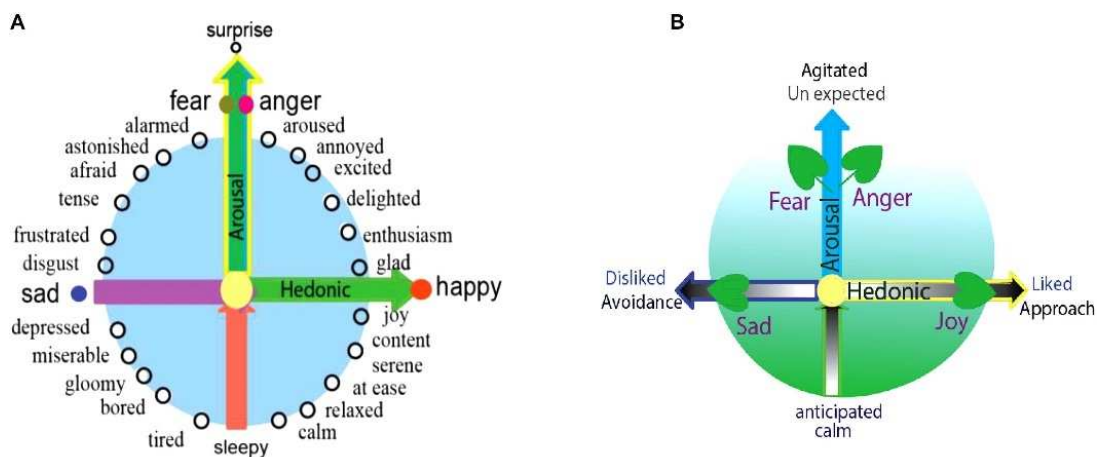 A
surprise
fear
anger
alarmed
aroused
astonished
annoyed
afraid
excited
tense
delighted
Arousal
frustrated
enthusiasm
disgust
glad
sad
Hedonic
happy
joy
depressed
content
miserable
serene
gloomy
at ease
bored
relaxed
tired
calm
sleepy
B
Agitated
Un expected
Fear
Anger
Arousal
Disliked
Avoidance
Hedonic
Liked
Approach
Sad
Joy
anticipated
calm